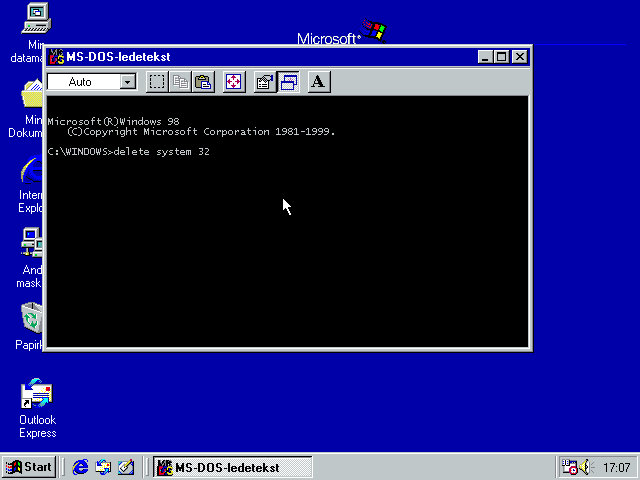 Microsoft
Min
datama
MS-DOS-ledetekst
Auto
A
Microsoft(R)Windows 98
(C)Copyright Microsoft Corporation 1981-1999.
C:\WINDOWS>delete system 32
Min
Dokum
Intern
Explo
And
mask
Papirk
Outlook
Express
Start
MS-DOS-ledetekst
17:07